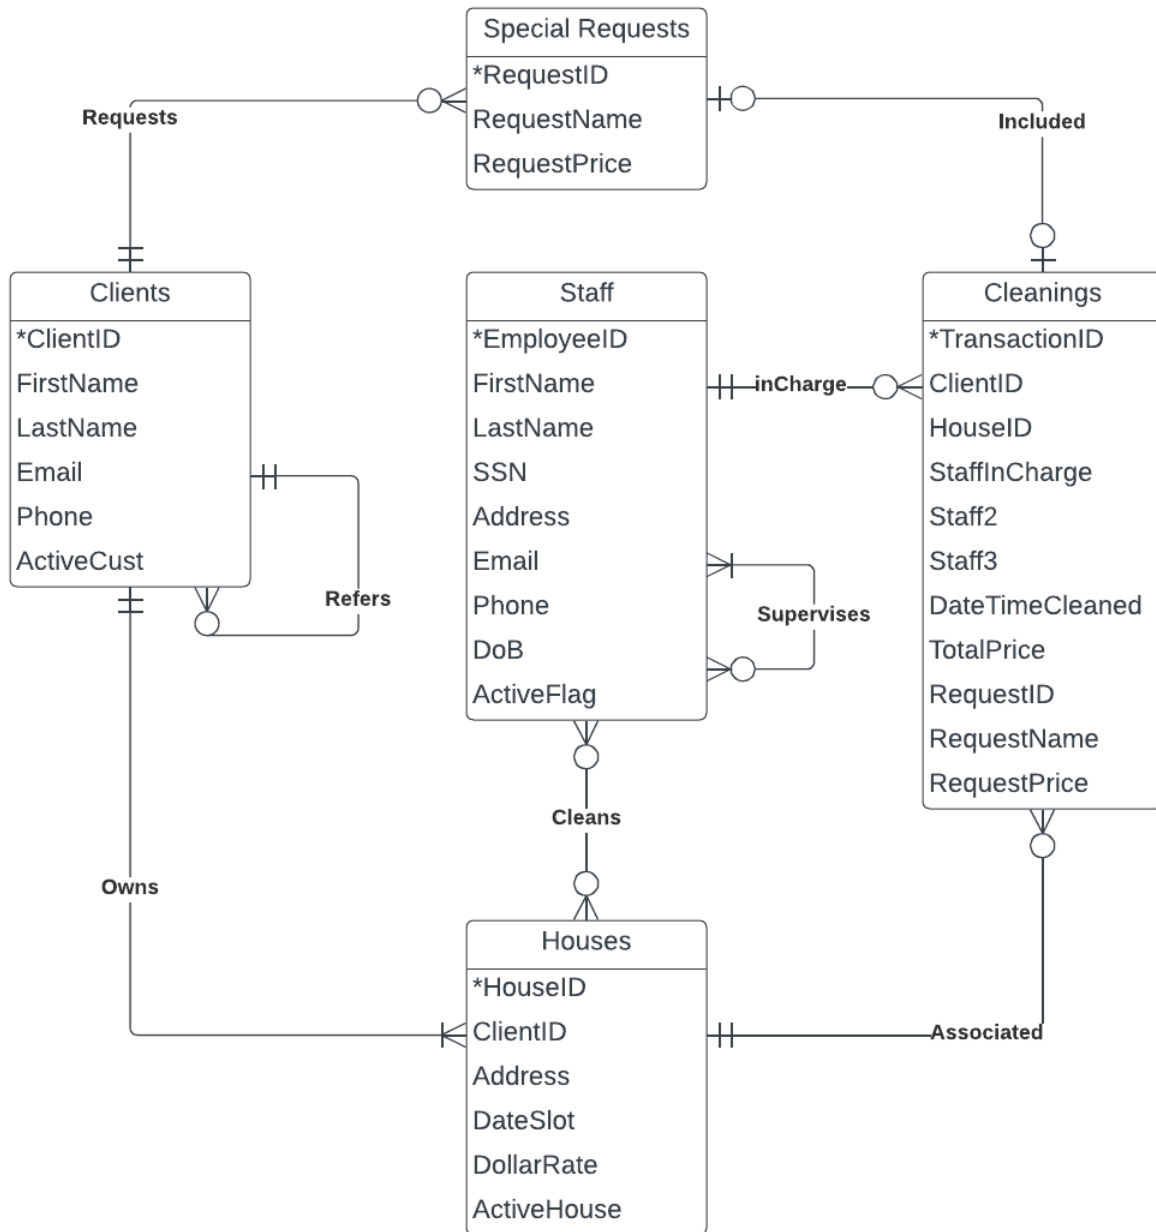 Special Requests
*RequestID
RequestName
RequestPrice
Requests
Included
Clients
*ClientID
FirstName
LastName
Email
Phone
ActiveCust
Refers
Staff
*EmployeeID
FirstName
LastName
SSN
Address
Email
Phone
DoB
ActiveFlag
inCharge
Supervises
Cleanings
*TransactionID
ClientID
HouseID
StaffInCharge
Staff2
Staff3
DateTimeCleaned
TotalPrice
RequestID
RequestName
RequestPrice
Cleans
Owns
Houses
*HouseID
ClientID
Address
DateSlot
DollarRate
ActiveHouse
Associated